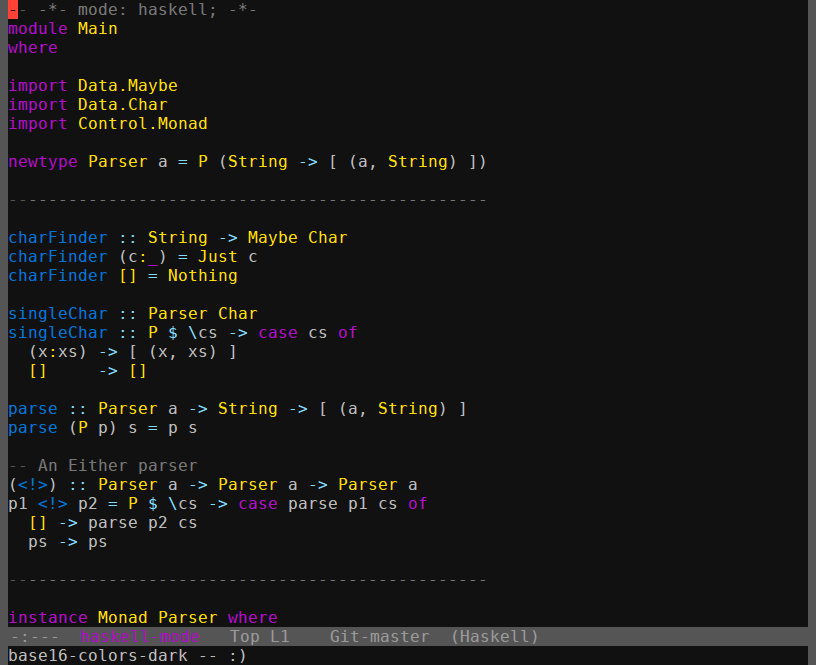 -- -*- mode: haskell; -*-
module Main
where

import Data.Maybe
import Data.Char
import Control.Monad

newtype Parser a = P (String -> [ (a, String) ])

------------------------------------------------

charFinder :: String -> Maybe Char
charFinder (c:_) = Just c
charFinder [] = Nothing

singleChar :: Parser Char
singleChar :: P $ \cs -> case cs of
  (x:xs) -> [ (x, xs) ]
  []     -> []

parse :: Parser a -> String -> [ (a, String) ]
parse (P p) s = p s

-- An Either parser
(<!>) :: Parser a -> Parser a -> Parser a
p1 <!> p2 = P $ \cs -> case parse p1 cs of
  [] -> parse p2 cs
  ps -> ps

------------------------------------------------

instance Monad Parser where
-:---  haskell-mode   Top L1    Git-master  (Haskell)
base16-colors-dark -- :)